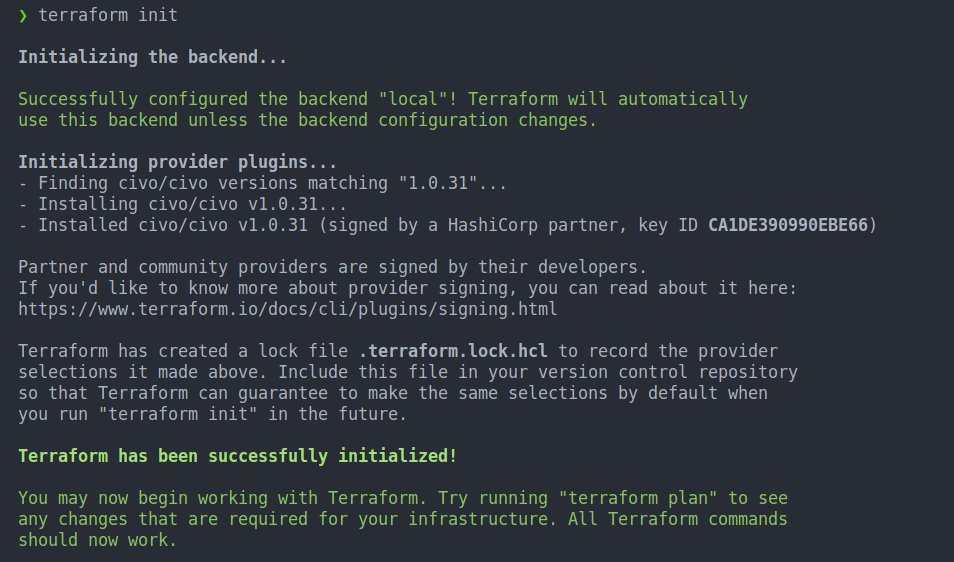 ❯ terraform init
Initializing the backend...
Successfully configured the backend "local"! Terraform will automatically
use this backend unless the backend configuration changes.
Initializing provider plugins...
- Finding civo/civo versions matching "1.0.31"...
- Installing civo/civo v1.0.31...
- Installed civo/civo v1.0.31 (signed by a HashiCorp partner, key ID CA1DE390990EBE66)
Partner and community providers are signed by their developers.
If you'd like to know more about provider signing, you can read about it here:
https://www.terraform.io/docs/cli/plugins/signing.html
Terraform has created a lock file .terraform.lock.hcl to record the provider
selections it made above. Include this file in your version control repository
so that Terraform can guarantee to make the same selections by default when
you run "terraform init" in the future.
Terraform has been successfully initialized!
You may now begin working with Terraform. Try running "terraform plan" to see
any changes that are required for your infrastructure. All Terraform commands
should now work.